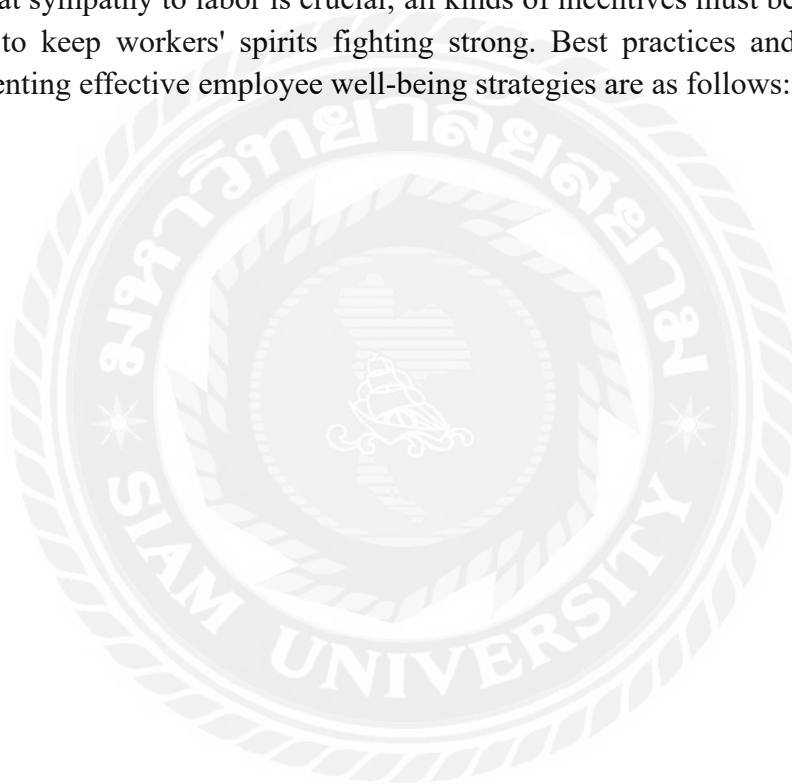 at sympathy to labor is crucial, all kinds of incentives must be
to keep workers' spirits fighting strong. Best practices and
enting effective employee well-being strategies are as follows:
มหาวิทยาลัยสยาม
SIAM UNIVERSITY